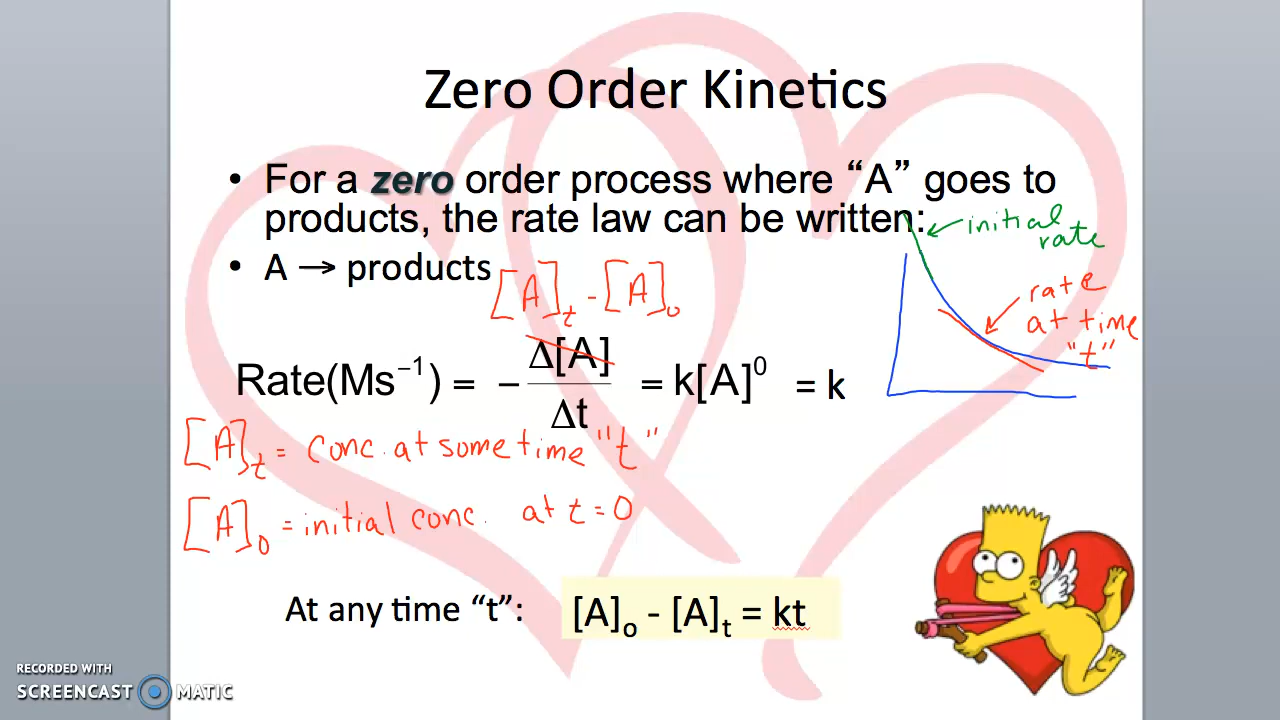 Zero Order Kinetics
• For a zero order process where “A” goes to
products, the rate law can be written:
initial
rate
• A → products
[A]t - [A]o
rate
at time
"t"
Rate(Ms⁻¹) = − Δ[A]/Δt = k[A]⁰ = k
[A]t = conc. at some time "t"
[A]o = initial conc. at t = 0
At any time “t”: [A]o - [A]t = kt
RECORDED WITH
SCREENCAST MATIC